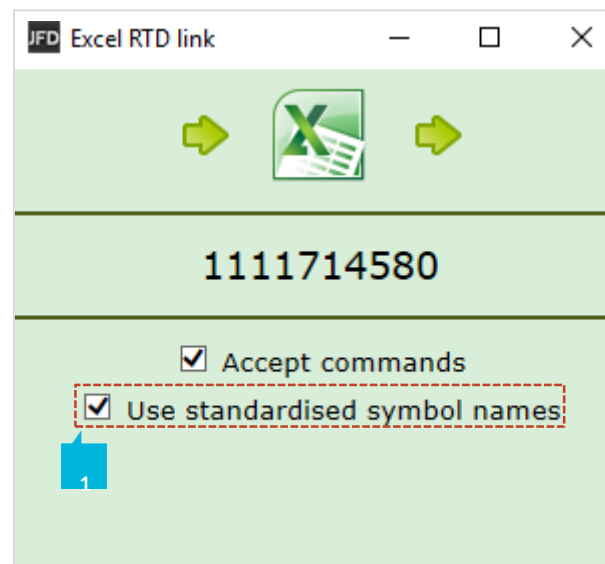 JFD Excel RTD link
1111714580
Accept commands
Use standardised symbol names
1